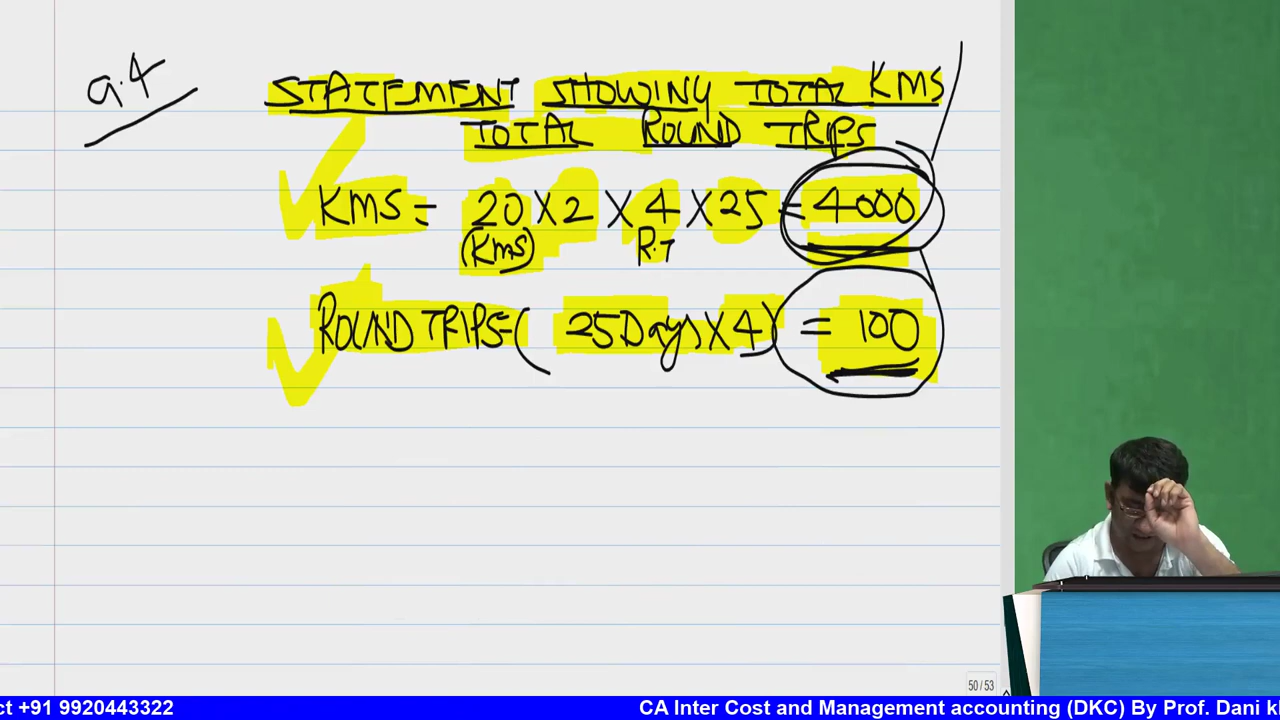 Q.4
STATEMENT SHOWING TOTAL KMS
TOTAL ROUND TRIPS
KMS = 20 X 2 X 4 X 25 = 4000
(Kms) R.T
ROUND TRIPS = ( 25 Days X 4) = 100
50 / 53
ct +91 9920443322 CA Inter Cost and Management accounting (DKC) By Prof. Dani k